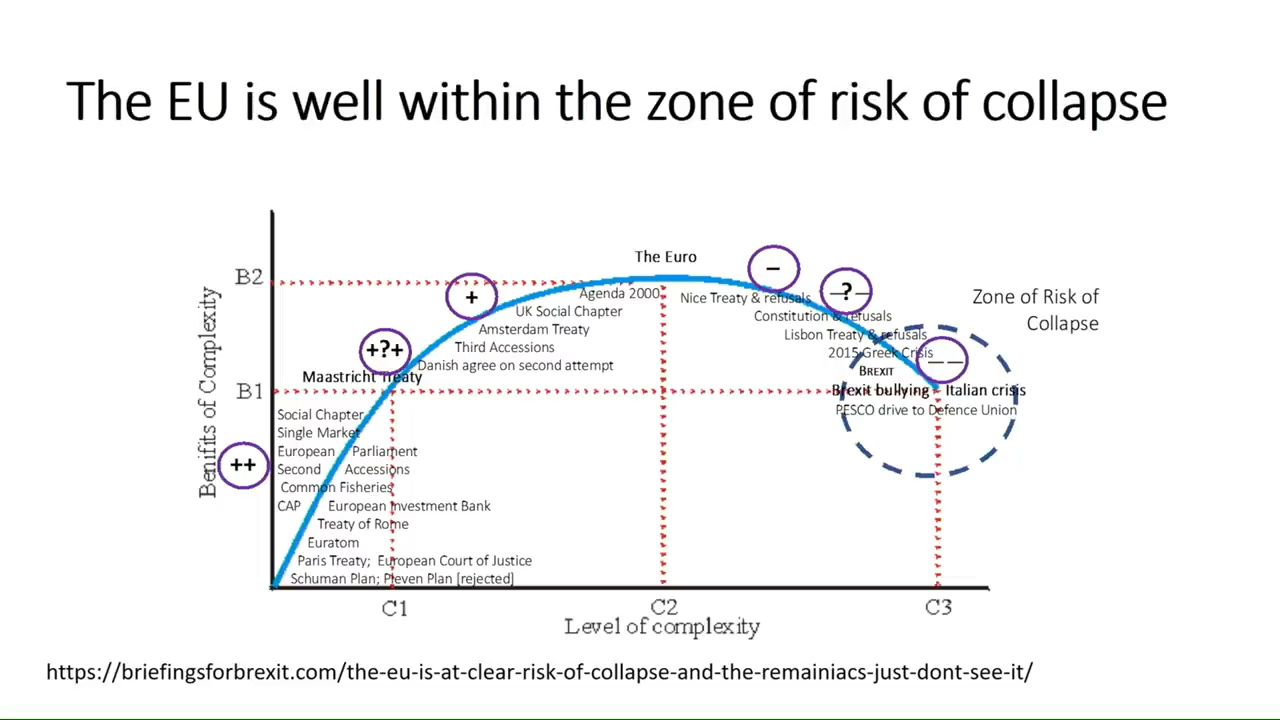 The EU is well within the zone of risk of collapse
The Euro
B2
Agenda 2000
Nice Treaty & refusals
Zone of Risk of
Collapse
+
–
–?–
UK Social Chapter
Constitution & refusals
Amsterdam Treaty
Lisbon Treaty & refusals
+?+
Third Accessions
2015 Greek Crisis
— —
Danish agree on second attempt
BREXIT
Maastricht Treaty
B1
Brexit bullying
Italian crisis
PESCO drive to Defence Union
Benifits of Complexity
Social Chapter
Single Market
European Parliament
++
Second Accessions
Common Fisheries
CAP European Investment Bank
Treaty of Rome
Euratom
Paris Treaty; European Court of Justice
Schuman Plan; Pleven Plan [rejected]
C1
C2
C3
Level of complexity
https://briefingsforbrexit.com/the-eu-is-at-clear-risk-of-collapse-and-the-remainiacs-just-dont-see-it/